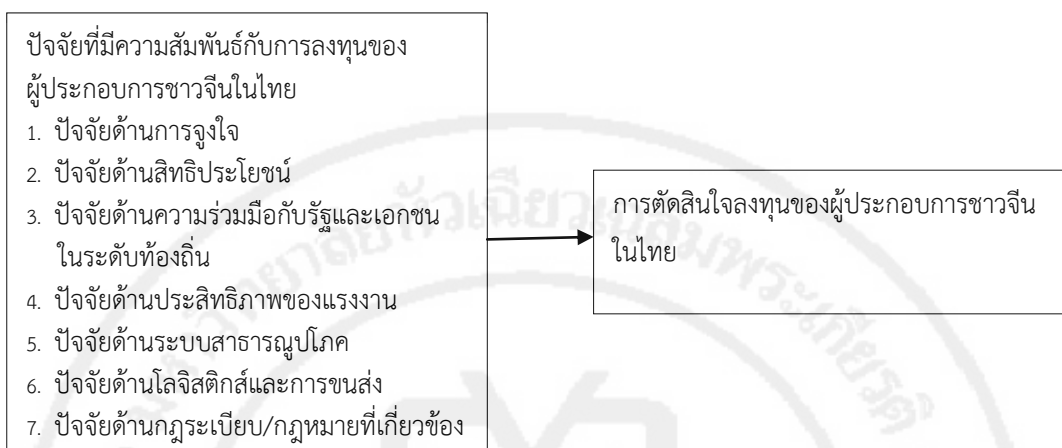 ปัจจัยที่มีความสัมพันธ์กับการลงทุนของ
ผู้ประกอบการชาวจีนในไทย
1. ปัจจัยด้านการจูงใจ
2. ปัจจัยด้านสิทธิประโยชน์
3. ปัจจัยด้านความร่วมมือกับรัฐและเอกชน
ในระดับท้องถิ่น
4. ปัจจัยด้านประสิทธิภาพของแรงงาน
5. ปัจจัยด้านระบบสาธารณูปโภค
6. ปัจจัยด้านโลจิสติกส์และการขนส่ง
7. ปัจจัยด้านกฎระเบียบ/กฎหมายที่เกี่ยวข้อง
การตัดสินใจลงทุนของผู้ประกอบการชาวจีน
ในไทย